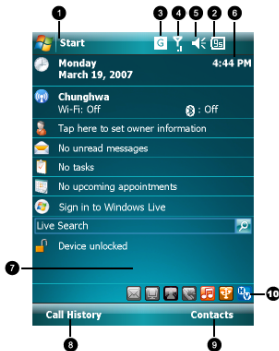 1 3 4 5 2 6
Start G
Monday 4:44 PM
March 19, 2007
Chunghwa
Wi-Fi: Off : Off
Tap here to set owner information
No unread messages
No tasks
No upcoming appointments
Sign in to Windows Live
Live Search
Device unlocked
7
10
Call History Contacts
8 9